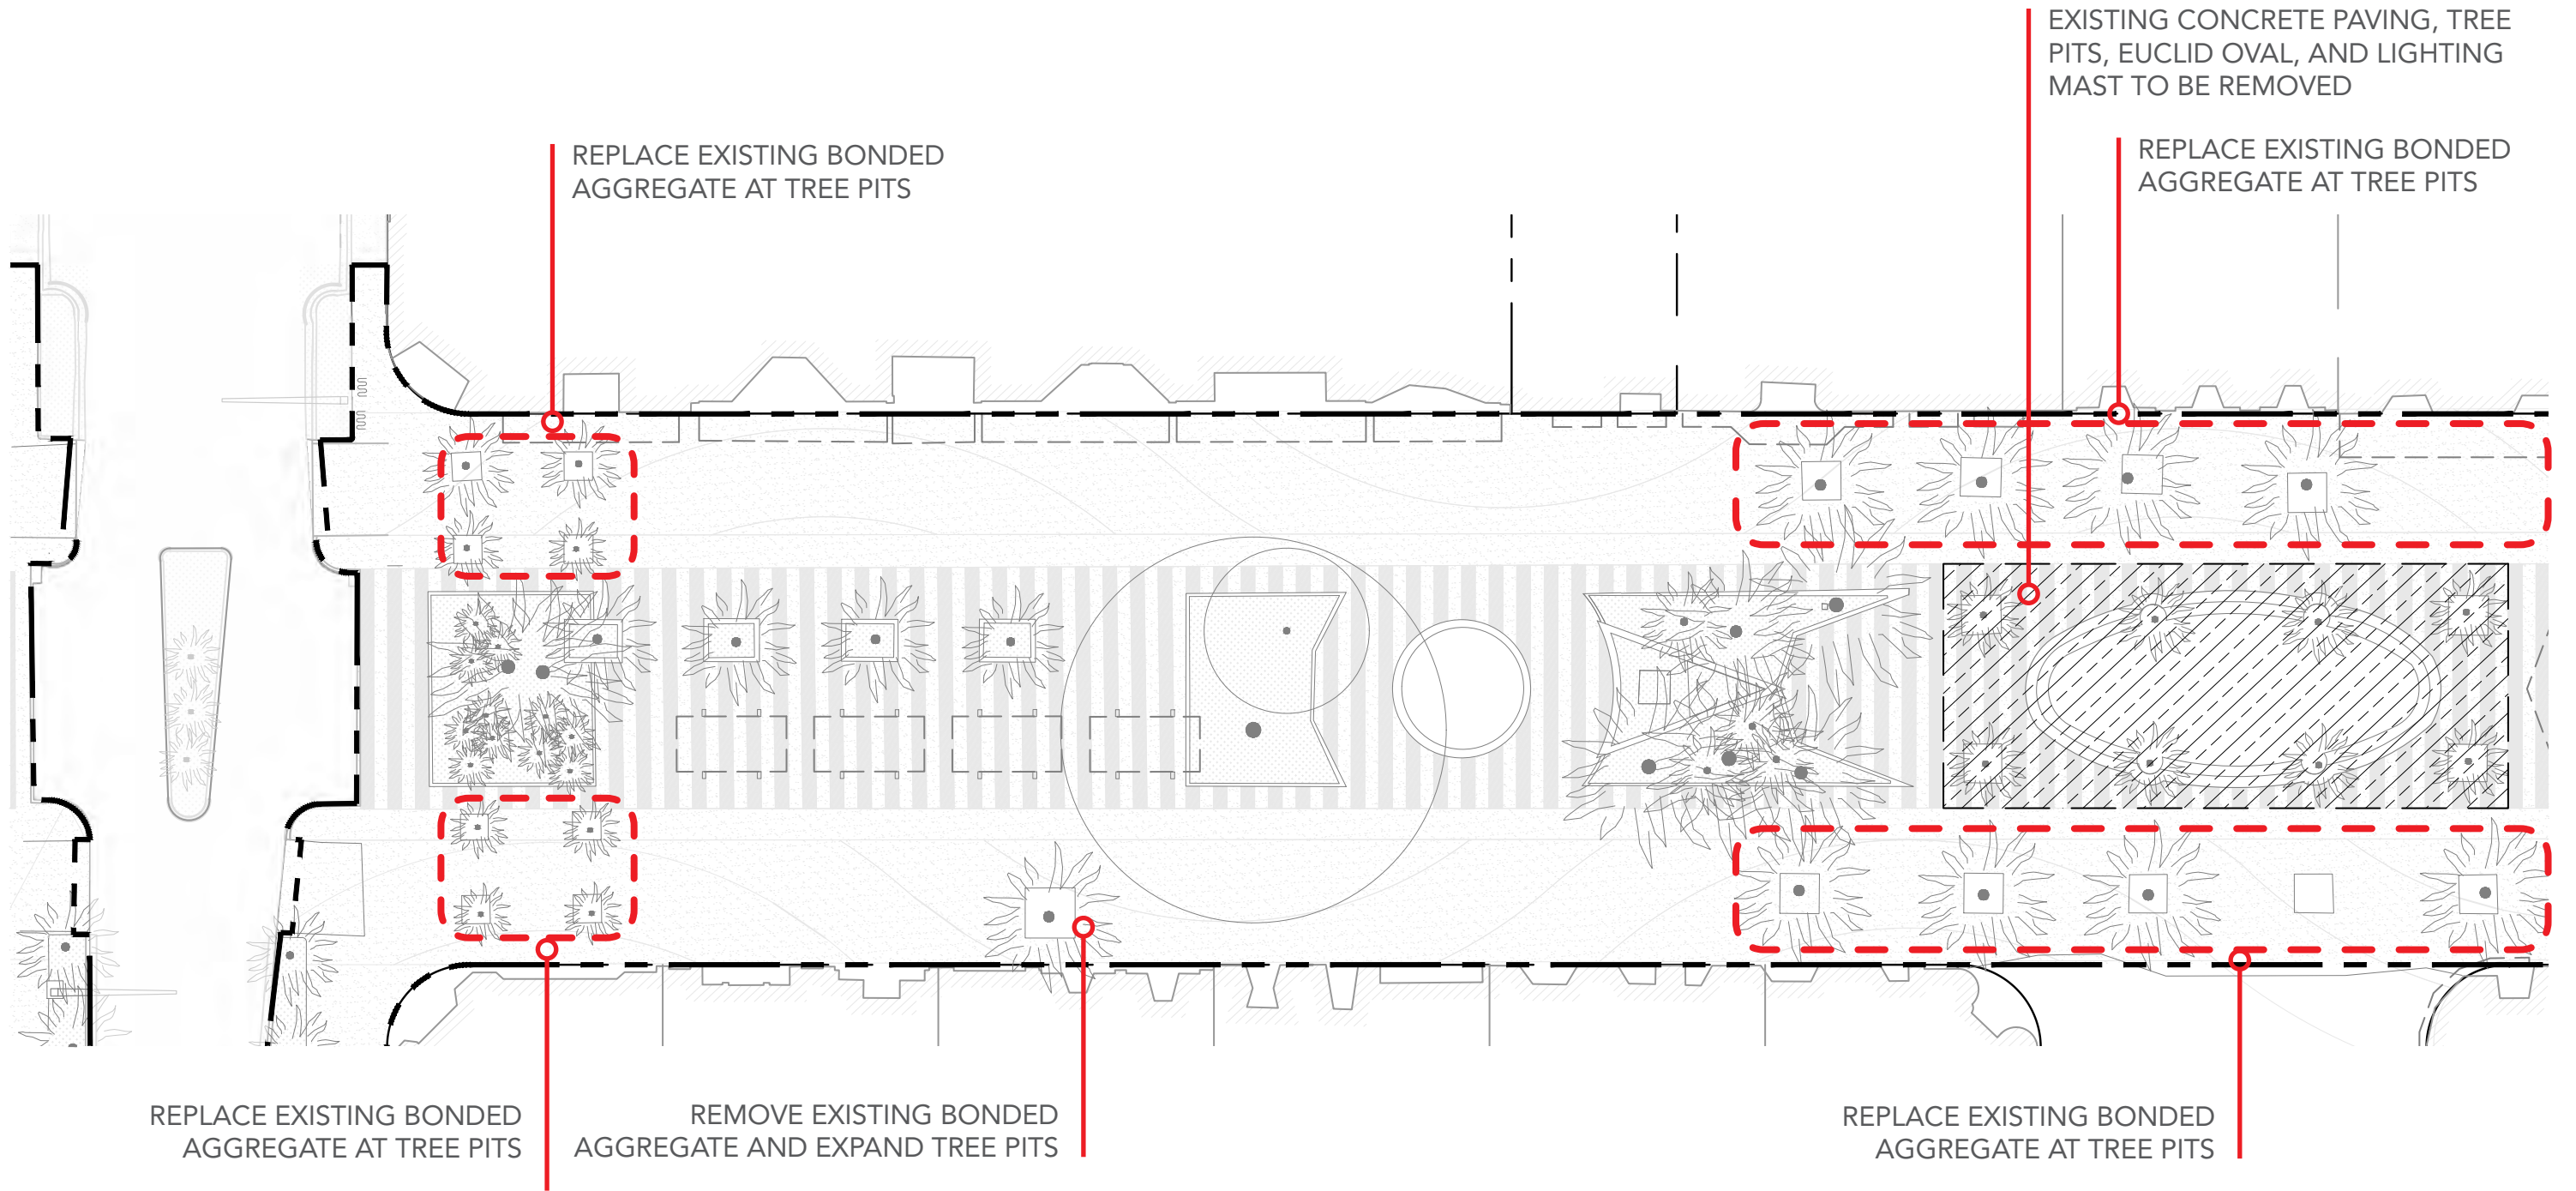 EXISTING CONCRETE PAVING, TREE
PITS, EUCLID OVAL, AND LIGHTING
MAST TO BE REMOVED
REPLACE EXISTING BONDED
AGGREGATE AT TREE PITS
REPLACE EXISTING BONDED
AGGREGATE AT TREE PITS
REPLACE EXISTING BONDED
AGGREGATE AT TREE PITS
REMOVE EXISTING BONDED
AGGREGATE AND EXPAND TREE PITS
REPLACE EXISTING BONDED
AGGREGATE AT TREE PITS